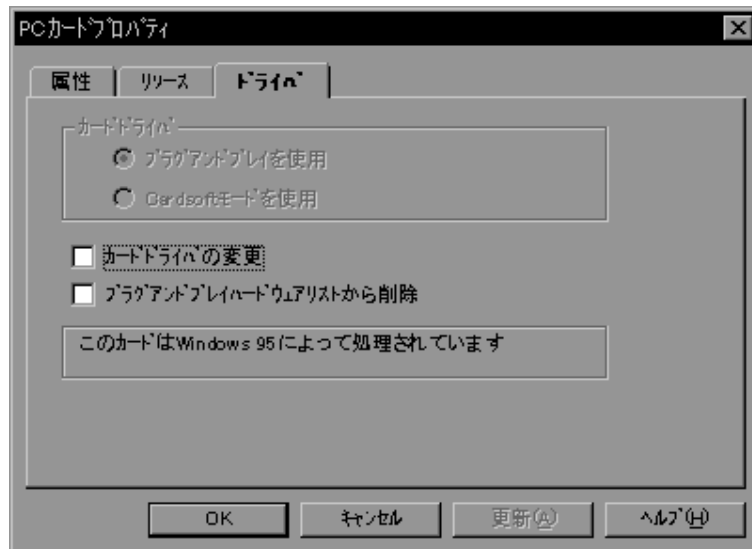 PCカードプロパティ
属性 リソース ドライバ
カードドライバ
プラグアンドプレイを使用
Cardsoftモードを使用
カードドライバの変更
プラグアンドプレイハードウェアリストから削除
このカードはWindows 95によって処理されています
OK キャンセル 更新(A) ヘルプ(H)